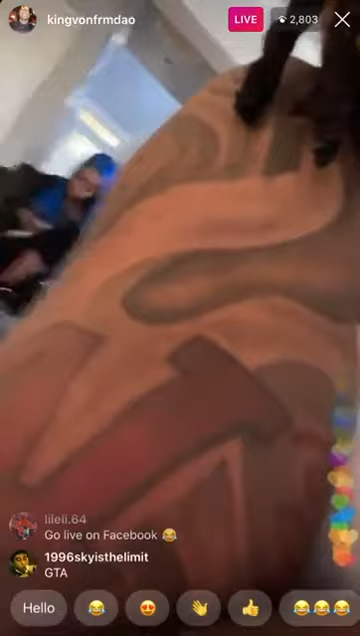 kingvonfrmdao
LIVE
2,803
lileli.64
Go live on Facebook 😂
1996skyisthelimit
GTA
Hello